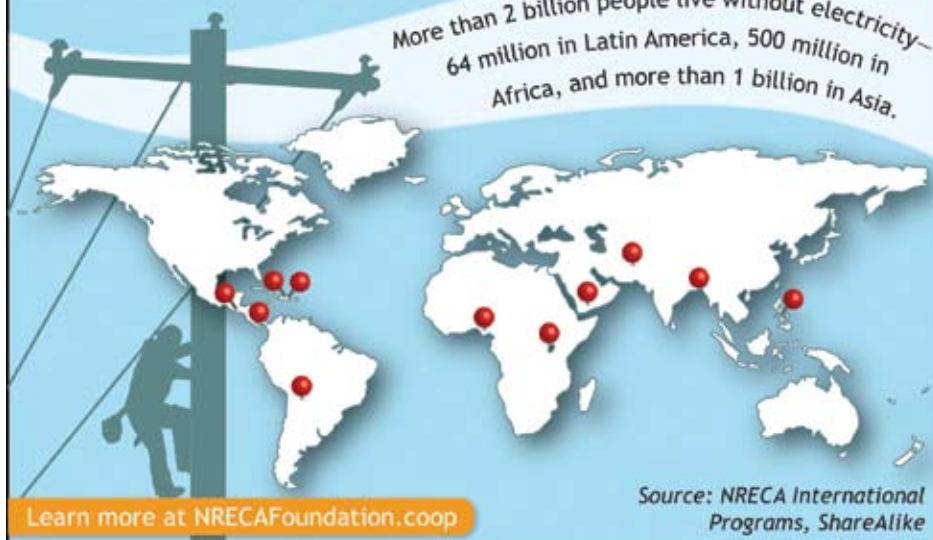 More than 2 billion people live without electricity—
64 million in Latin America, 500 million in
Africa, and more than 1 billion in Asia.
Learn more at NRECAFoundation.coop
Source: NRECA International
Programs, ShareAlike